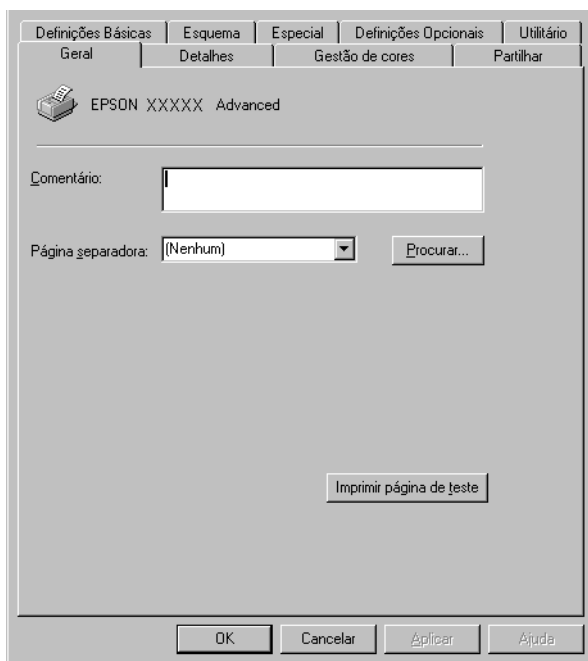 Definições Básicas Esquema Especial Definições Opcionais Utilitário
Geral Detalhes Gestão de cores Partilhar
EPSON XXXXX Advanced
Comentário:
Página separadora: (Nenhum) Procurar...
Imprimir página de teste
OK Cancelar Aplicar Ajuda